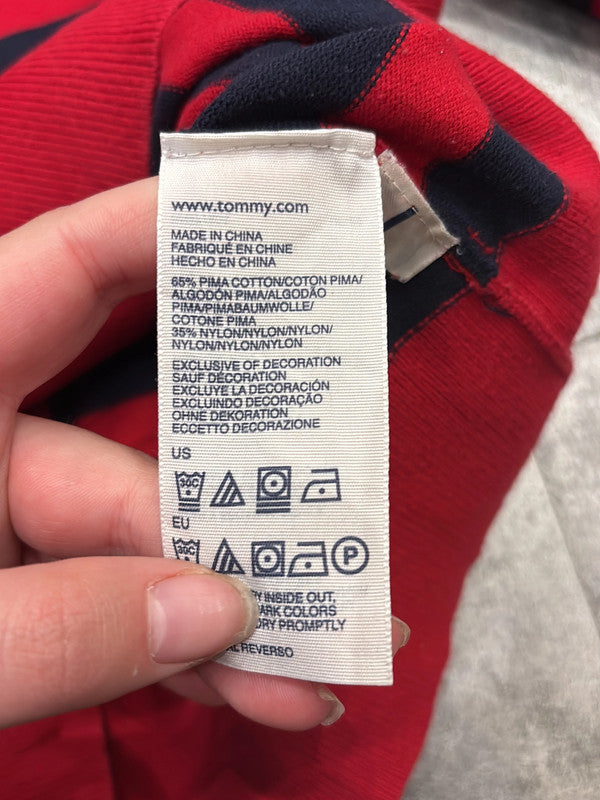 www.tommy.com
MADE IN CHINA
FABRIQUÉ EN CHINE
HECHO EN CHINA
65% PIMA COTTON/COTON PIMA/
ALGODÓN PIMA/ALGODÃO
PIMA/PIMABAUMWOLLE/
COTONE PIMA
35% NYLON/NYLON/NYLON/
NYLON/NYLON/NYLON
EXCLUSIVE OF DECORATION
SAUF DÉCORATION
EXCLUYE LA DECORACIÓN
EXCLUINDO DECORAÇÃO
OHNE DEKORATION
ECCETTO DECORAZIONE
US
30C
EU
30C P
INSIDE OUT,
DARK COLORS
DRY PROMPTLY
REVERSO